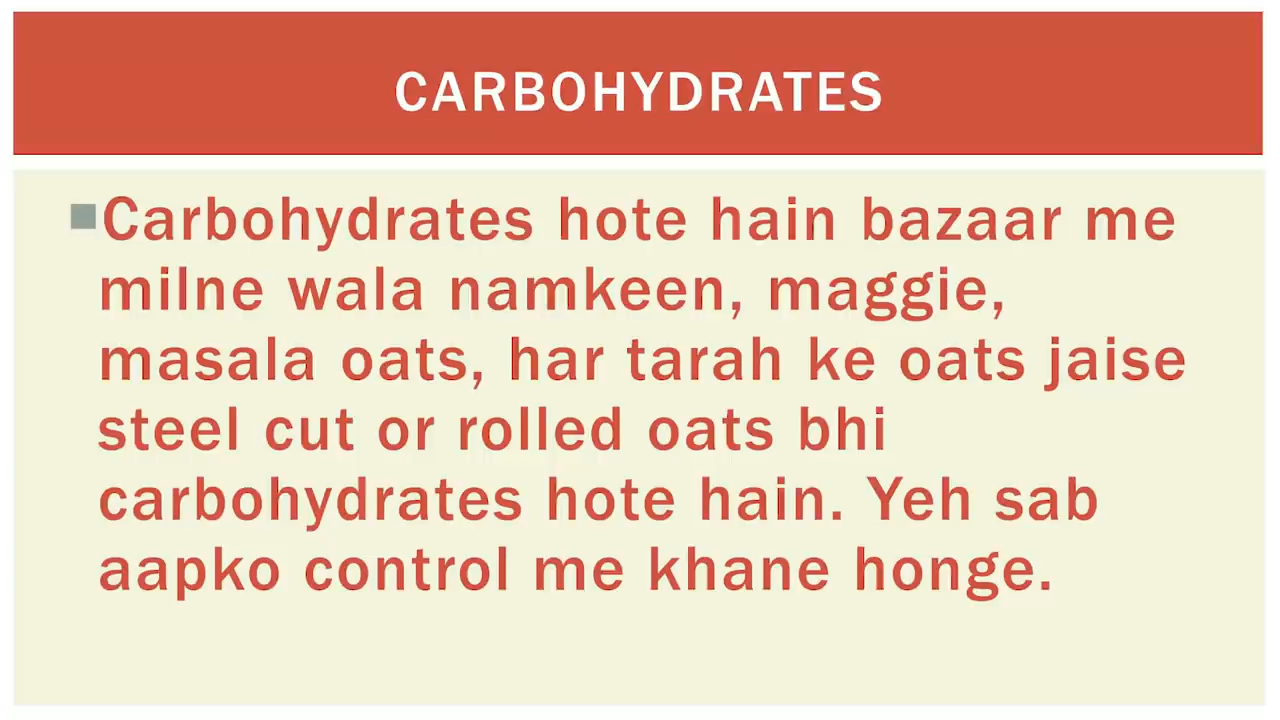 CARBOHYDRATES
Carbohydrates hote hain bazaar me
milne wala namkeen, maggie,
masala oats, har tarah ke oats jaise
steel cut or rolled oats bhi
carbohydrates hote hain. Yeh sab
aapko control me khane honge.